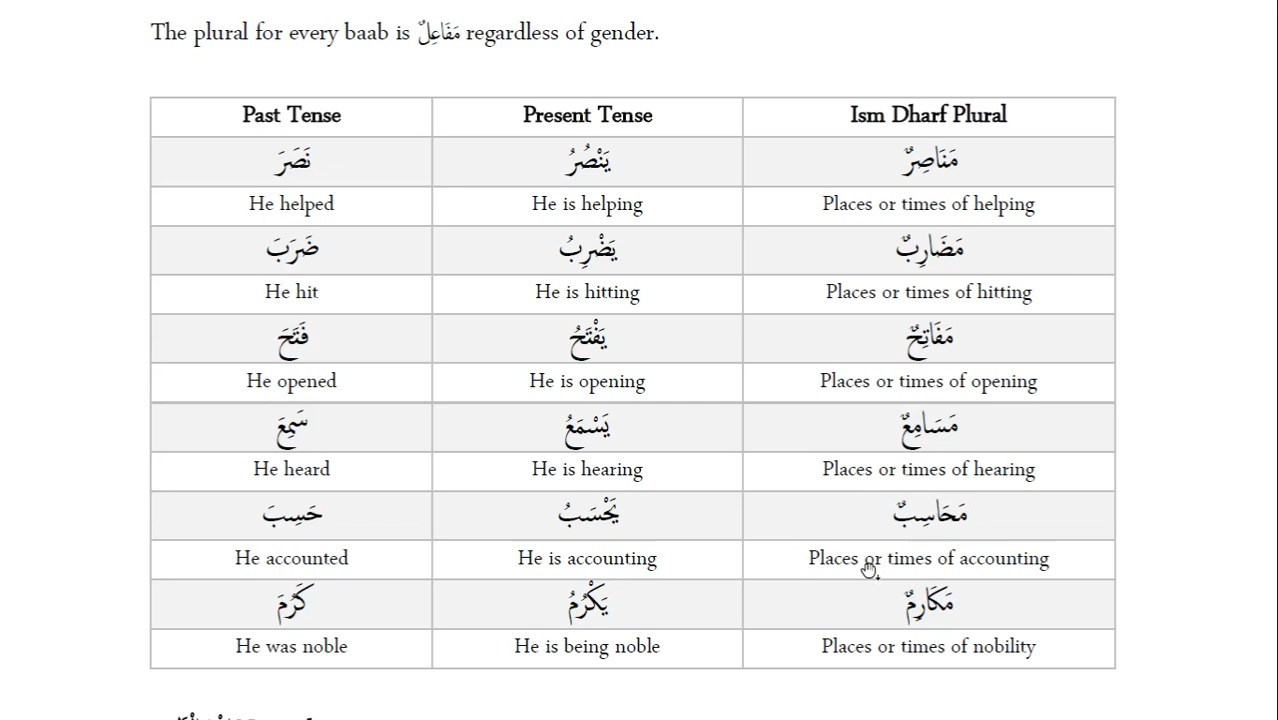 The plural for every baab is مَفَاعِلٌ regardless of gender.
Past Tense Present Tense Ism Dharf Plural
نَصَرَ يَنْصُرُ مَنَاصِرٌ
He helped He is helping Places or times of helping
ضَرَبَ يَضْرِبُ مَضَارِبٌ
He hit He is hitting Places or times of hitting
فَتَحَ يَفْتَحُ مَفَاتِحٌ
He opened He is opening Places or times of opening
سَمِعَ يَسْمَعُ مَسَامِعٌ
He heard He is hearing Places or times of hearing
حَسِبَ يَحْسَبُ مَحَاسِبٌ
He accounted He is accounting Places or times of accounting
كَرُمَ يَكْرُمُ مَكَارِمٌ
He was noble He is being noble Places or times of nobility